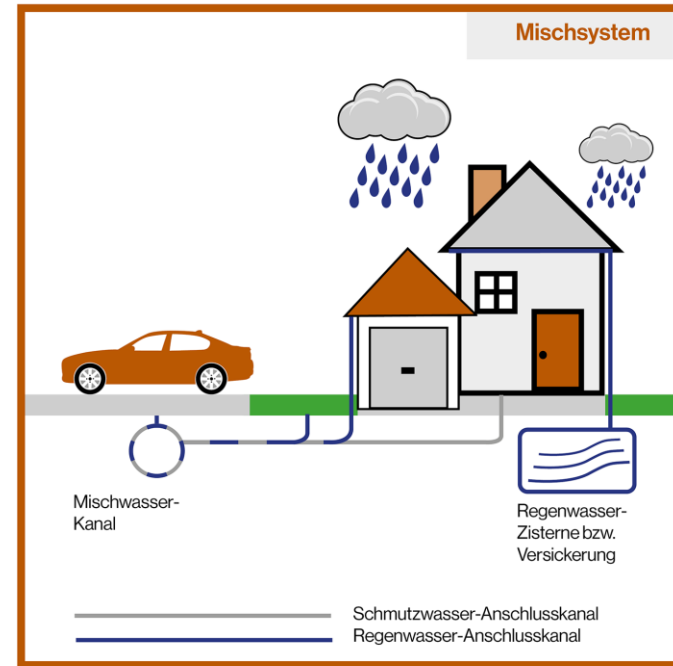 Mischsystem
Mischwasser-
Kanal
Regenwasser-
Zisterne bzw.
Versickerung
Schmutzwasser-Anschlusskanal
Regenwasser-Anschlusskanal